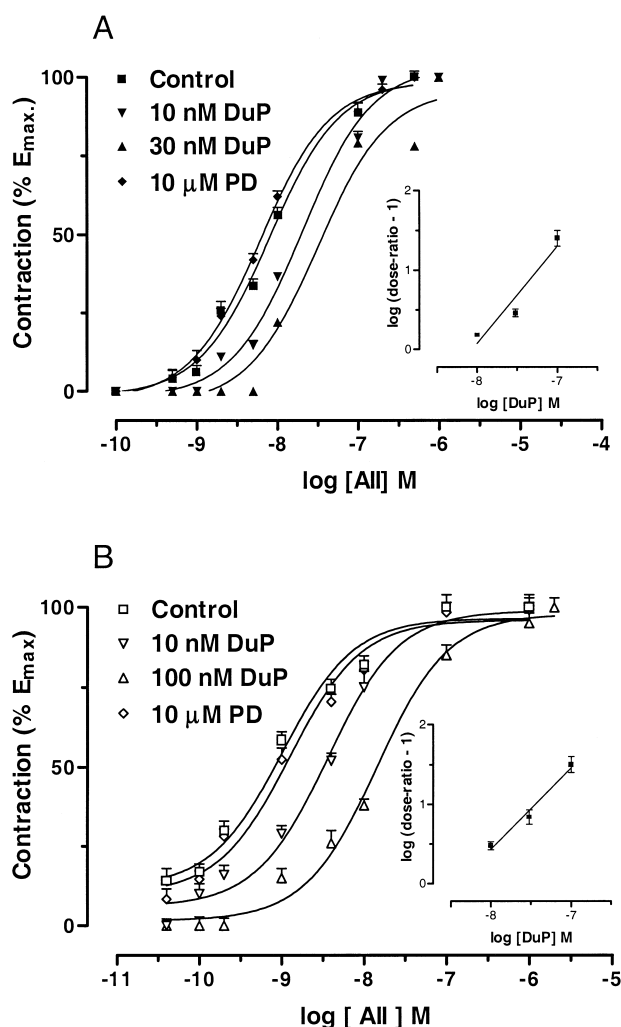 A
Contraction (% Emax.)
100
50
0
Control
10 nM DuP
30 nM DuP
10 μM PD
-10 -9 -8 -7 -6 -5 -4
log [AII] M
log (dose-ratio - 1)
2
1
0
-8 -7
log [DuP] M
B
Contraction (% Emax)
100
50
0
Control
10 nM DuP
100 nM DuP
10 μM PD
-11 -10 -9 -8 -7 -6 -5
log [ AII ] M
log (dose-ratio - 1)
2
1
0
-8 -7
log [DuP] M